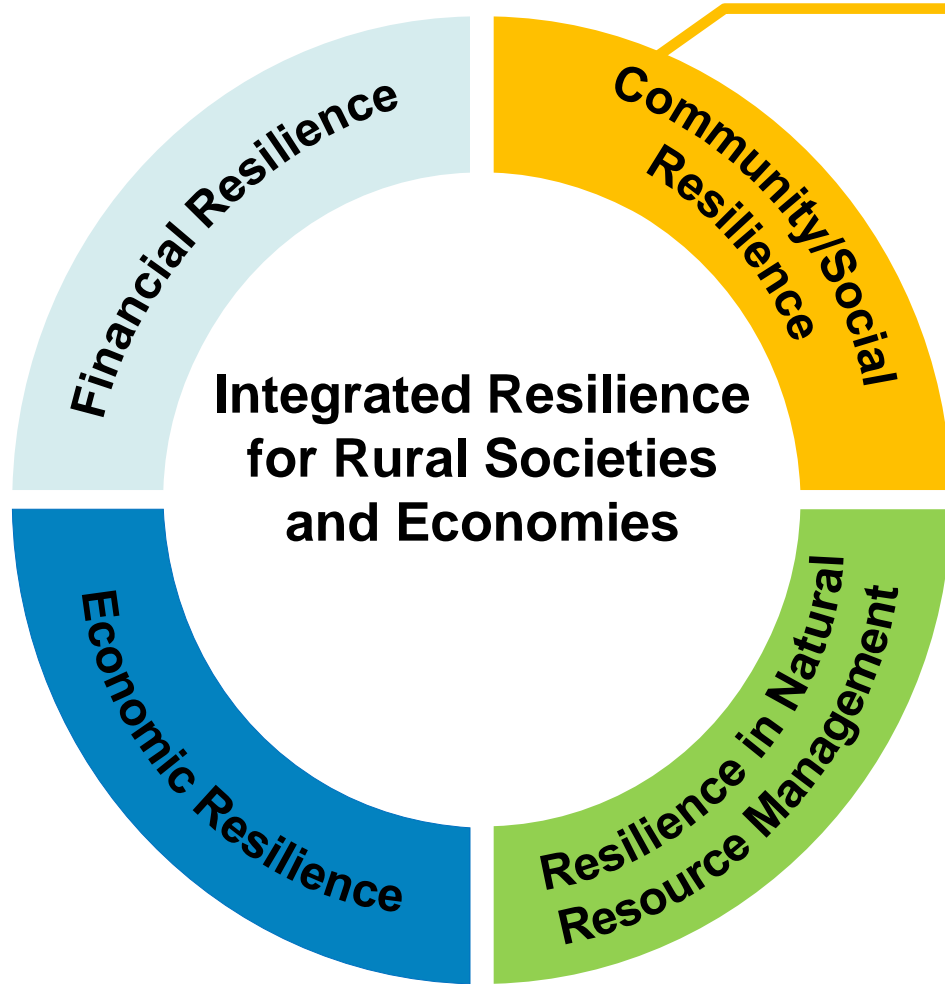 Financial Resilience
Community/Social
Resilience
Integrated Resilience
for Rural Societies
and Economies
Economic Resilience
Resilience in Natural
Resource Management